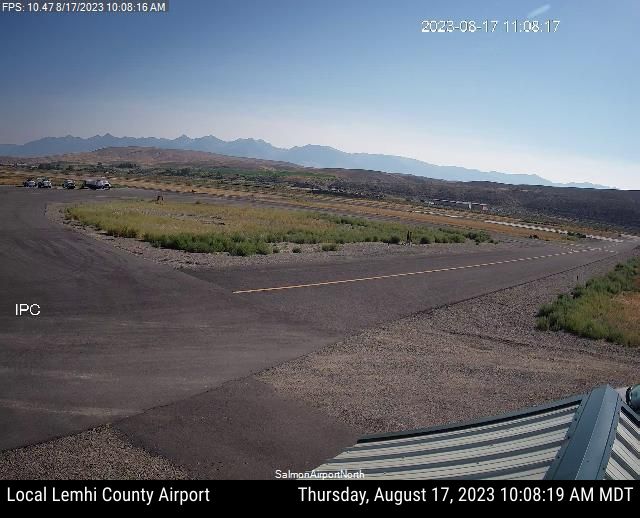 FPS: 10.47 8/17/2023 10:08:16 AM
2023-08-17 11:08:17
IPC
SalmonAirportNorth
Local Lemhi County Airport
Thursday, August 17, 2023 10:08:19 AM MDT